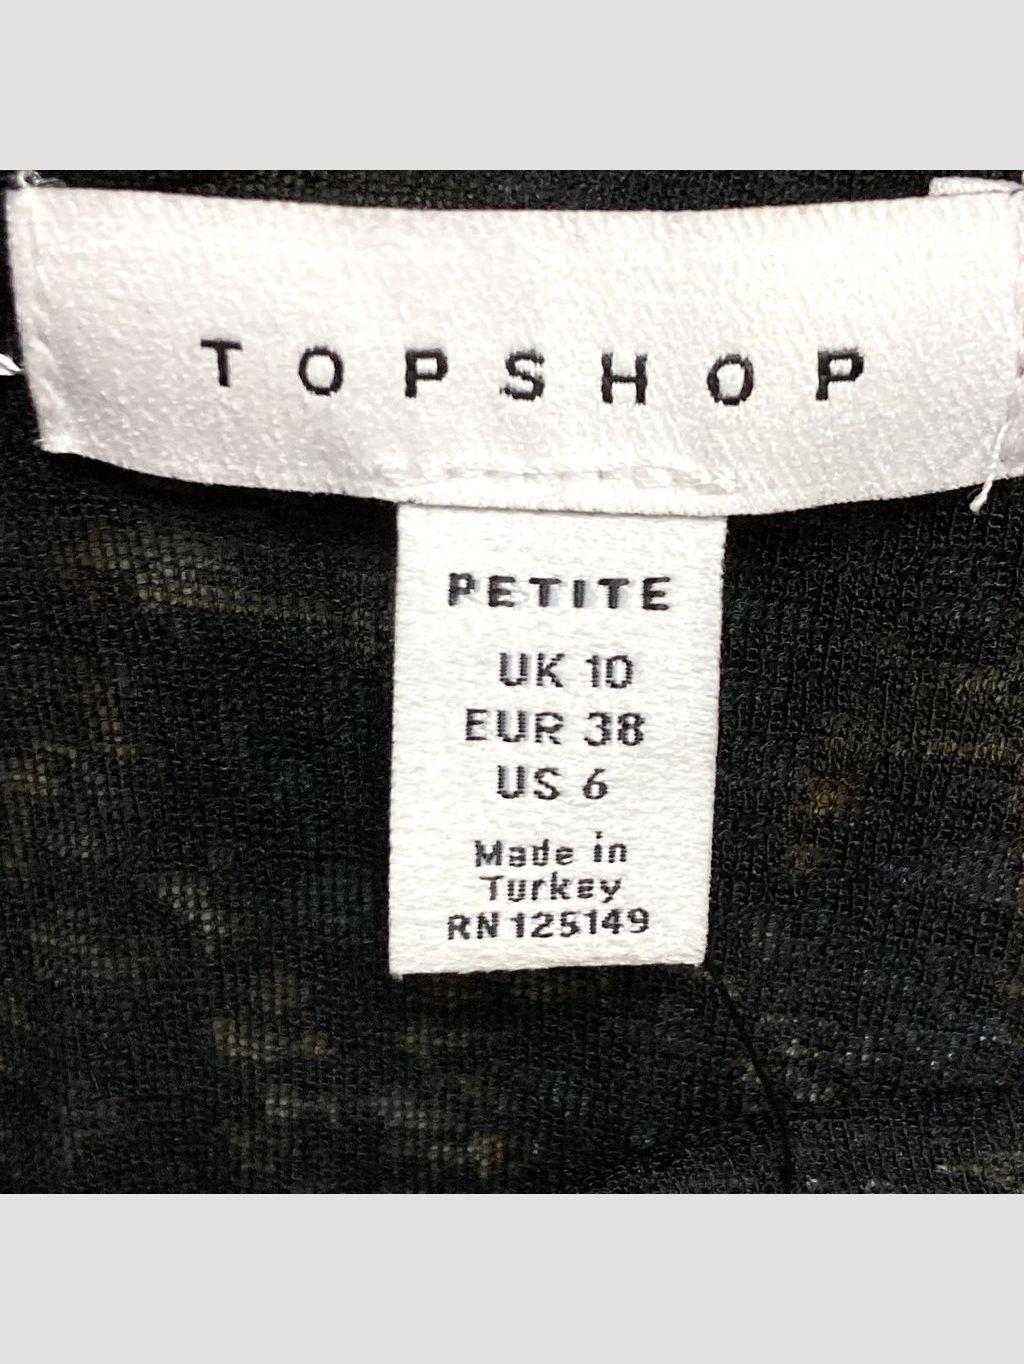 TOPSHOP
PETITE
UK 10
EUR 38
US 6
Made in
Turkey
RN 125149